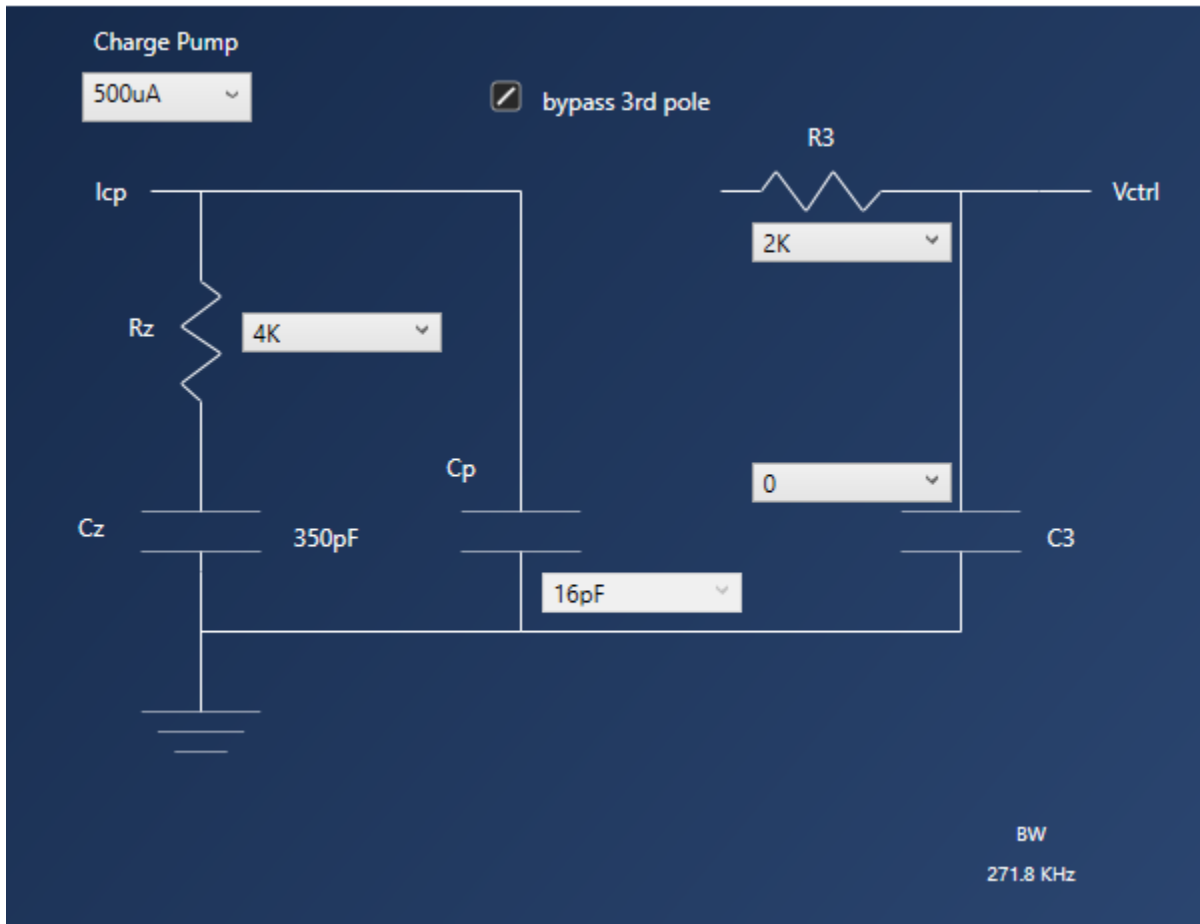 Charge Pump
500uA
bypass 3rd pole
R3
Icp
Vctrl
2K
Rz
4K
Cp
0
Cz
350pF
C3
16pF
BW
271.8 KHz